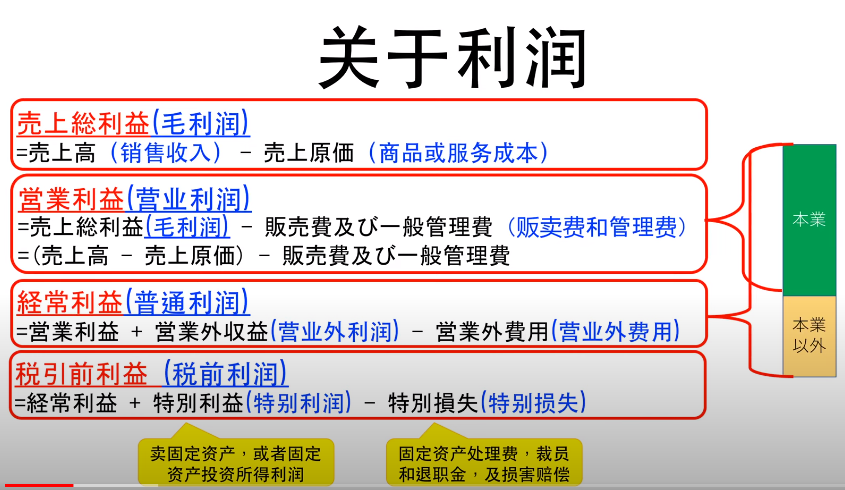 关于利润
売上総利益(毛利润)
=売上高（销售收入） - 売上原価（商品或服务成本）
営業利益(营业利润)
=売上総利益(毛利润) - 販売費及び一般管理費（贩卖费和管理费）
=(売上高 - 売上原価) - 販売費及び一般管理費
経常利益(普通利润)
=営業利益 + 営業外収益(营业外利润) - 営業外費用(营业外费用)
税引前利益 (税前利润)
=経常利益 + 特別利益(特别利润) - 特別損失(特别损失)
卖固定资产，或者固定
资产投资所得利润
固定资产处理费，裁员
和退职金，及损害赔偿
本業
本業
以外